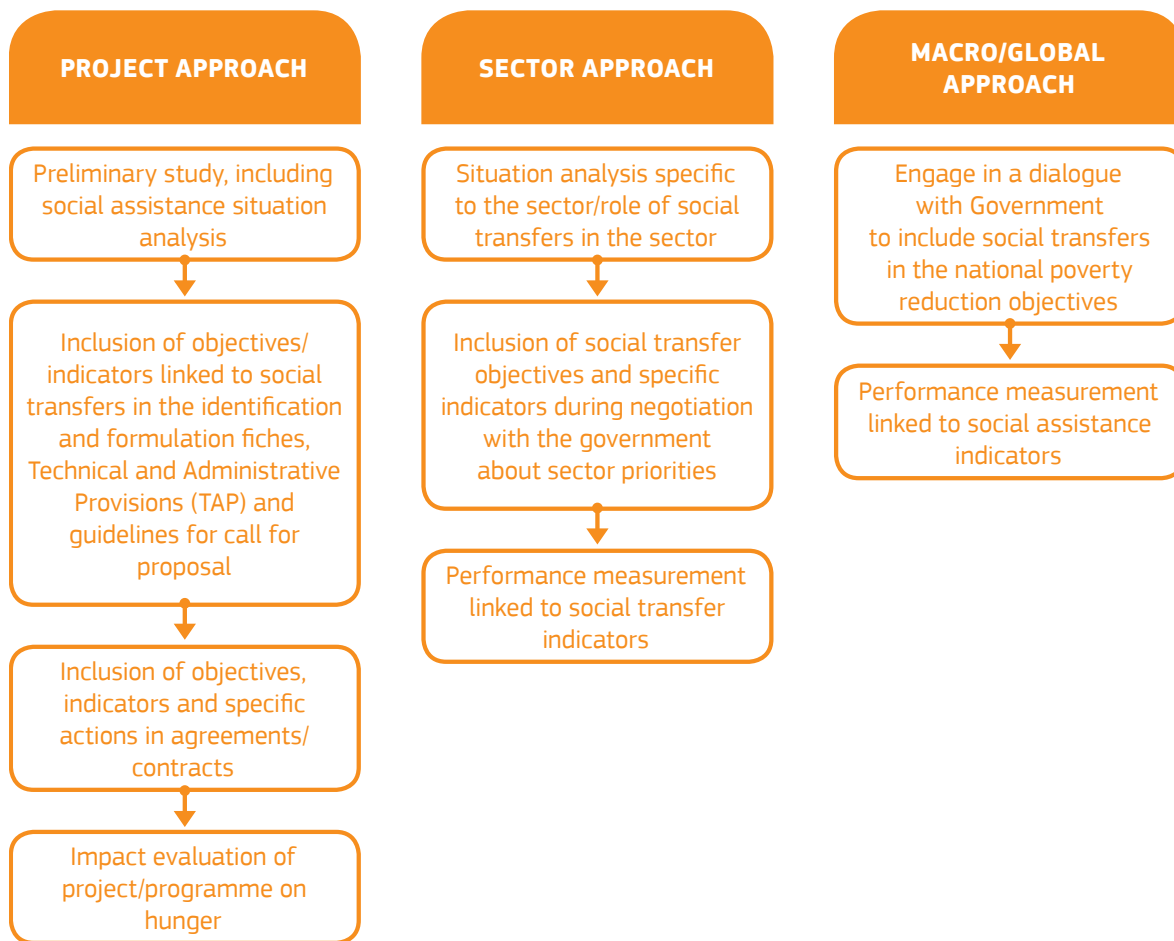 PROJECT APPROACH
Preliminary study, including
social assistance situation
analysis
Inclusion of objectives/
indicators linked to social
transfers in the identification
and formulation fiches,
Technical and Administrative
Provisions (TAP) and
guidelines for call for
proposal
Inclusion of objectives,
indicators and specific
actions in agreements/
contracts
Impact evaluation of
project/programme on
hunger
SECTOR APPROACH
Situation analysis specific
to the sector/role of social
transfers in the sector
Inclusion of social transfer
objectives and specific
indicators during negotiation
with the government
about sector priorities
Performance measurement
linked to social transfer
indicators
MACRO/GLOBAL
APPROACH
Engage in a dialogue
with Government
to include social transfers
in the national poverty
reduction objectives
Performance measurement
linked to social assistance
indicators